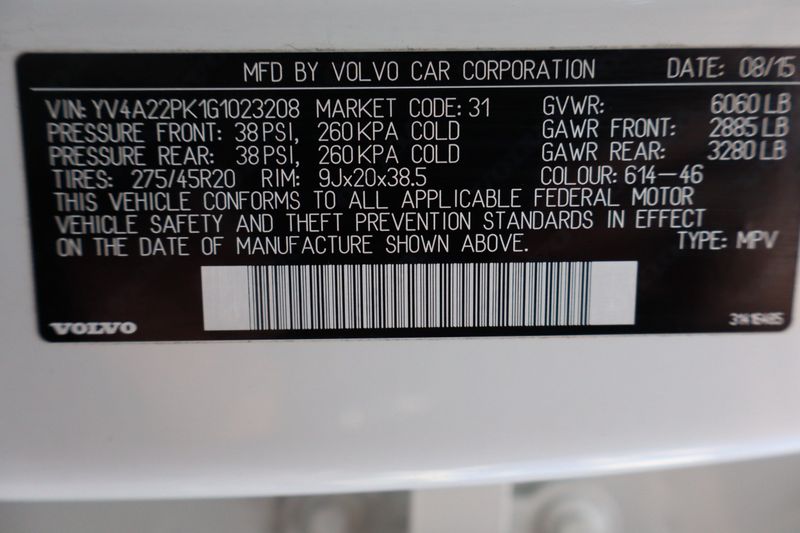 MFD BY VOLVO CAR CORPORATION DATE: 08/15
VIN: YV4A22PK1G1023208 MARKET CODE: 31 GVWR: 6060 LB
PRESSURE FRONT: 38 PSI, 260 KPA COLD GAWR FRONT: 2885 LB
PRESSURE REAR: 38 PSI, 260 KPA COLD GAWR REAR: 3280 LB
TIRES: 275/45R20 RIM: 9Jx20x38.5 COLOUR: 614-46
THIS VEHICLE CONFORMS TO ALL APPLICABLE FEDERAL MOTOR
VEHICLE SAFETY AND THEFT PREVENTION STANDARDS IN EFFECT
ON THE DATE OF MANUFACTURE SHOWN ABOVE. TYPE: MPV
VOLVO 31416485